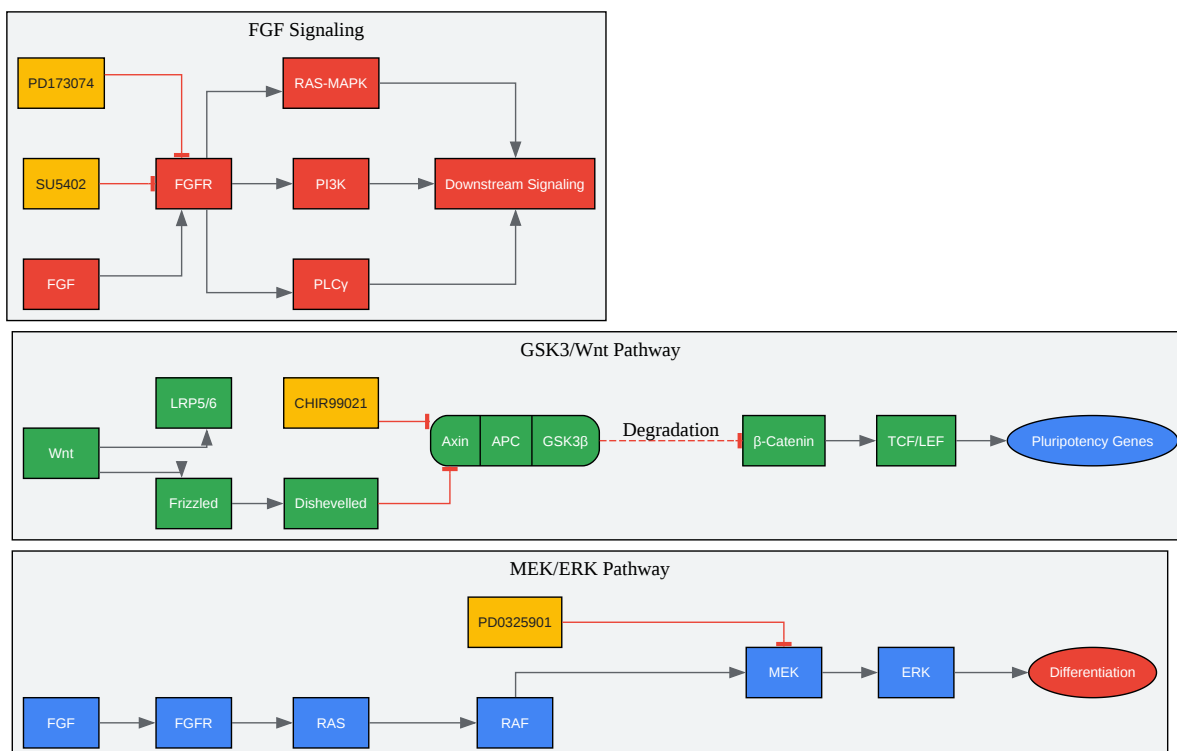 FGF Signaling
PD173074
RAS-MAPK
SU5402
FGFR
PI3K
Downstream Signaling
FGF
PLCγ
GSK3/Wnt Pathway
LRP5/6
CHIR99021
Wnt
Axin
APC
GSK3β
Degradation
β-Catenin
TCF/LEF
Pluripotency Genes
Frizzled
Dishevelled
MEK/ERK Pathway
PD0325901
MEK
ERK
Differentiation
FGF
FGFR
RAS
RAF